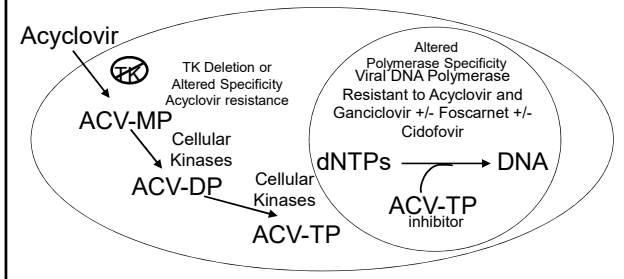 Acyclovir
TK
TK Deletion or
Altered Specificity
Acyclovir resistance
ACV-MP
Cellular
Kinases
ACV-DP
Cellular
Kinases
ACV-TP
Altered
Polymerase Specificity
Viral DNA Polymerase
Resistant to Acyclovir and
Ganciclovir +/- Foscarnet +/-
Cidofovir
dNTPs
DNA
ACV-TP
inhibitor